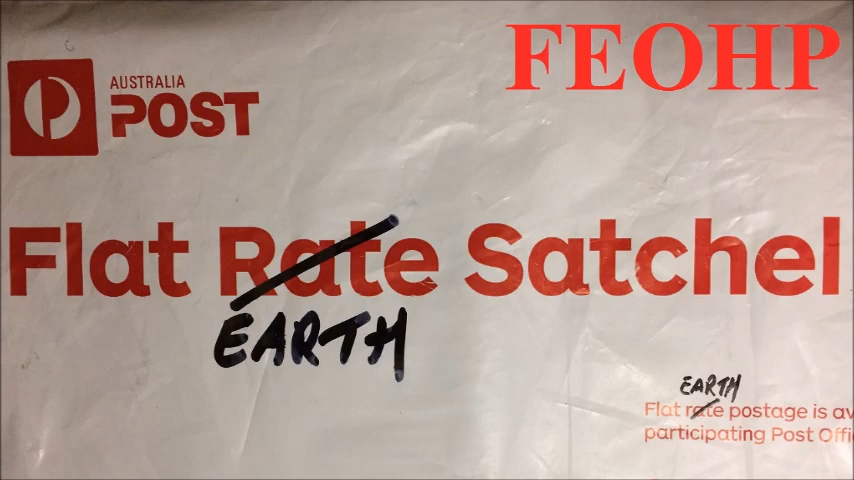 FEOHP
AUSTRALIA
POST
Flat Rate Satchel
EARTH
EARTH
Flat rate postage is av
participating Post Offi